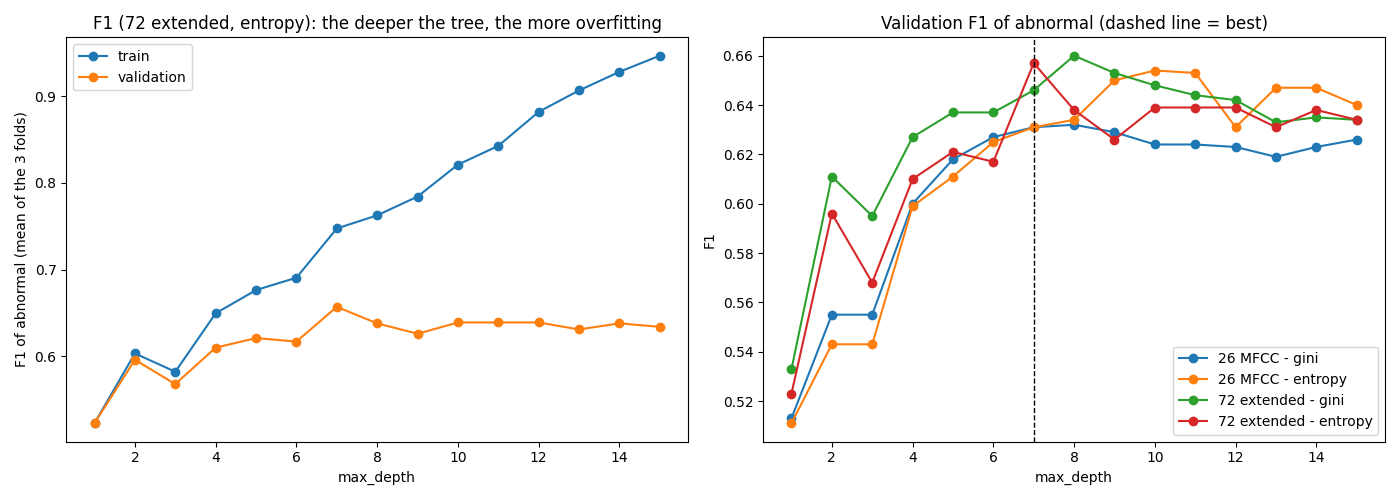 F1 (72 extended, entropy): the deeper the tree, the more overfitting
train
validation
F1 of abnormal (mean of the 3 folds)
0.9
0.8
0.7
0.6
2 4 6 8 10 12 14
max_depth
Validation F1 of abnormal (dashed line = best)
F1
0.66
0.64
0.62
0.60
0.58
0.56
0.54
0.52
26 MFCC - gini
26 MFCC - entropy
72 extended - gini
72 extended - entropy
2 4 6 8 10 12 14
max_depth